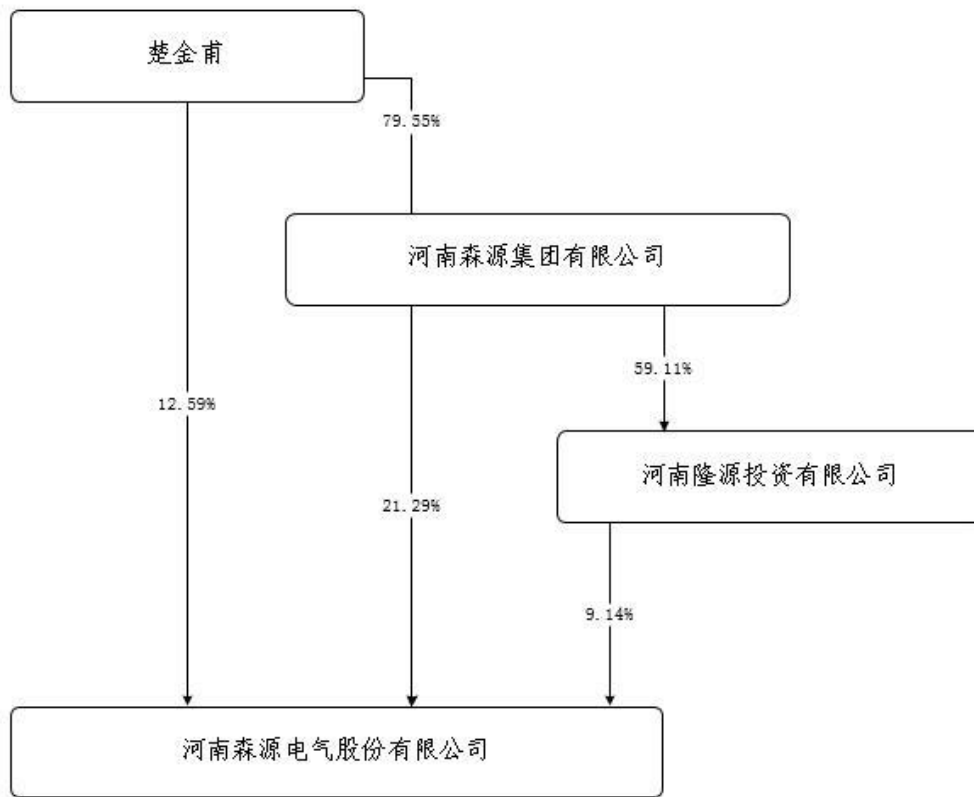 楚金甫
79.55%
河南森源集团有限公司
59.11%
12.59%
河南隆源投资有限公司
21.29%
9.14%
河南森源电气股份有限公司